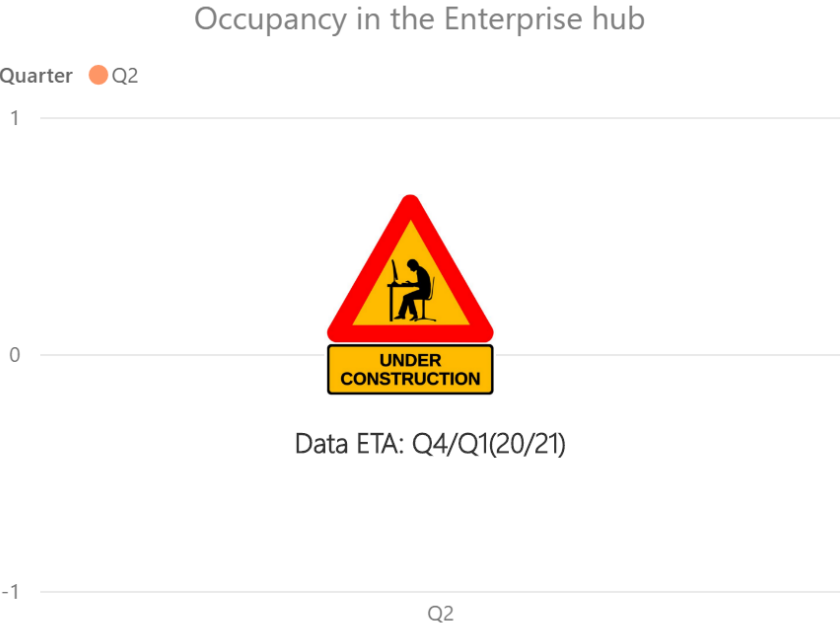 Occupancy in the Enterprise hub
Quarter Q2
1
0
UNDER
CONSTRUCTION
Data ETA: Q4/Q1(20/21)
-1
Q2